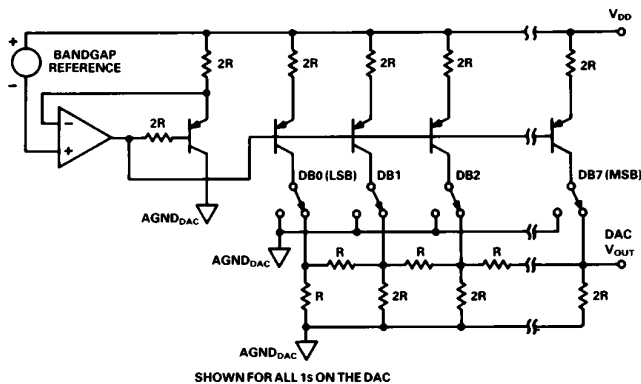 V_DD
+
BANDGAP
REFERENCE
−
2R
2R
2R
2R
2R
2R
−
+
DB0 (LSB)
DB1
DB2
DB7 (MSB)
AGND_DAC
AGND_DAC
DAC
V_OUT
R
R
R
R
2R
2R
2R
AGND_DAC
SHOWN FOR ALL 1s ON THE DAC